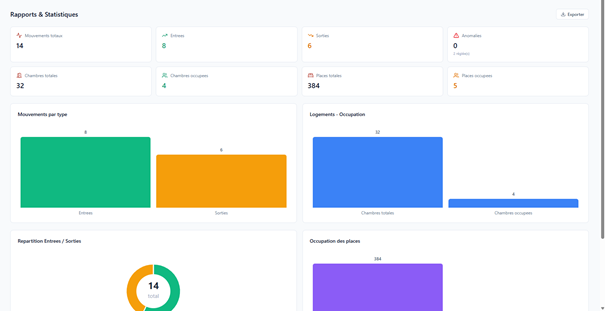 Rapports & Statistiques
Exporter
Mouvements totaux
14
Entrees
8
Sorties
6
Anomalies
0
Chambres totales
32
Chambres occupees
4
Places totales
384
Places occupees
5
Mouvements par type
8
6
Entrees
Sorties
Logements - Occupation
32
4
Chambres totales
Chambres occupees
Repartition Entrees / Sorties
14
total
Occupation des places
384